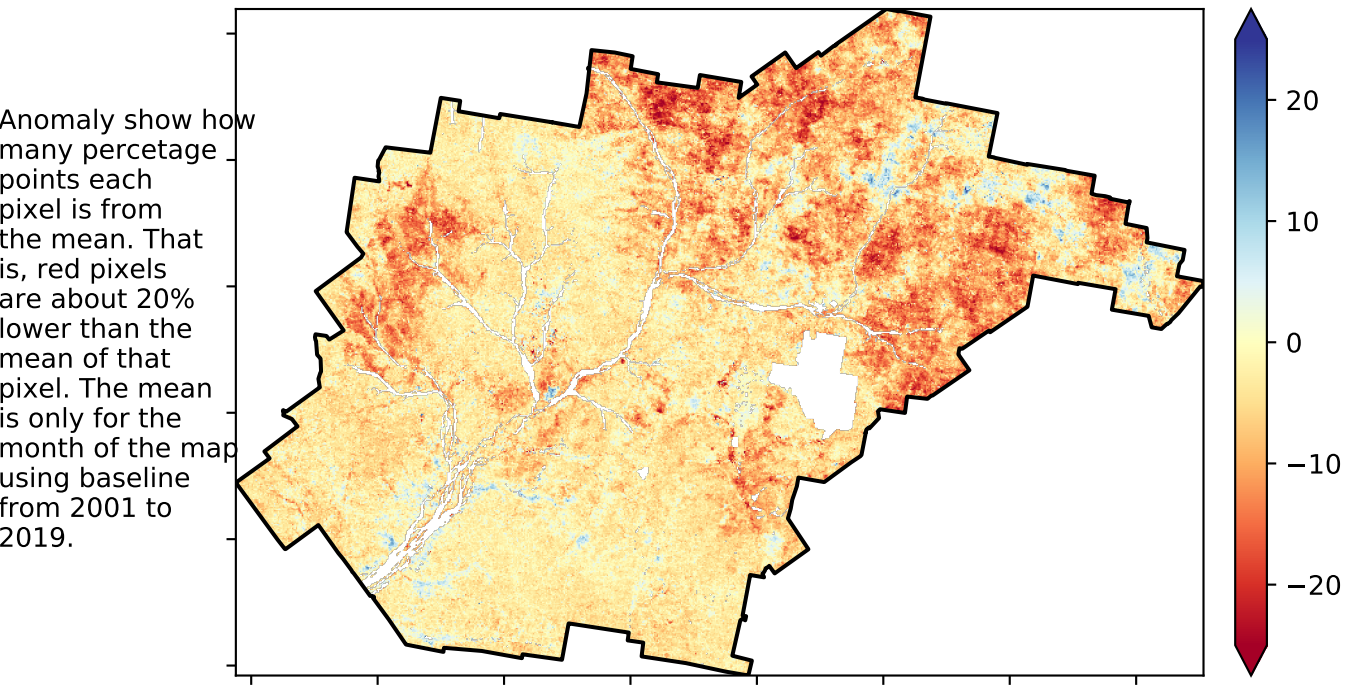 Anomaly show how
many percetage
points each
pixel is from
the mean. That
is, red pixels
are about 20%
lower than the
mean of that
pixel. The mean
is only for the
month of the map
using baseline
from 2001 to
2019.
20
10
0
−10
−20